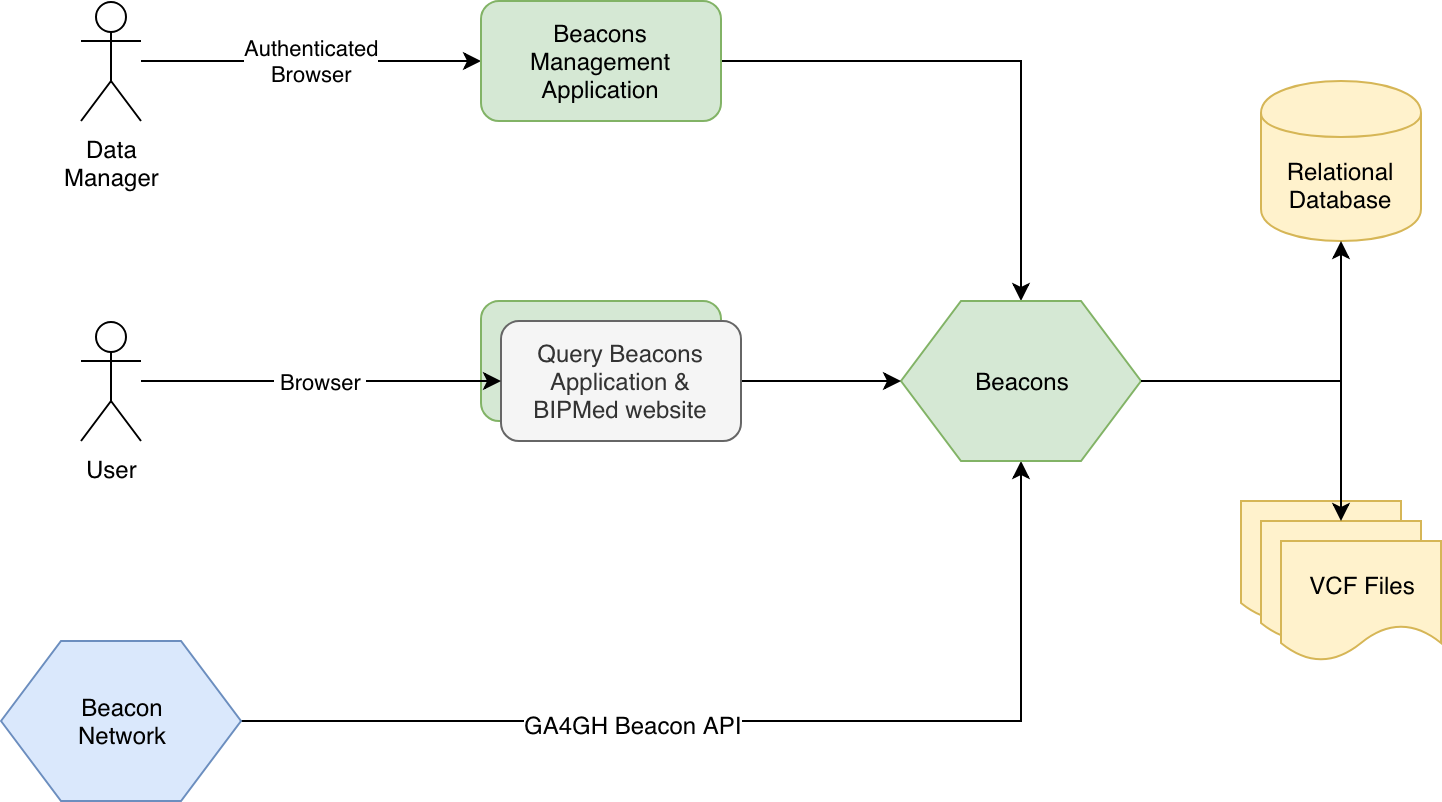 Authenticated
Browser
Beacons
Management
Application
Data
Manager
Relational
Database
Browser
Query Beacons
Application &
BIPMed website
Beacons
User
VCF Files
Beacon
Network
GA4GH Beacon API